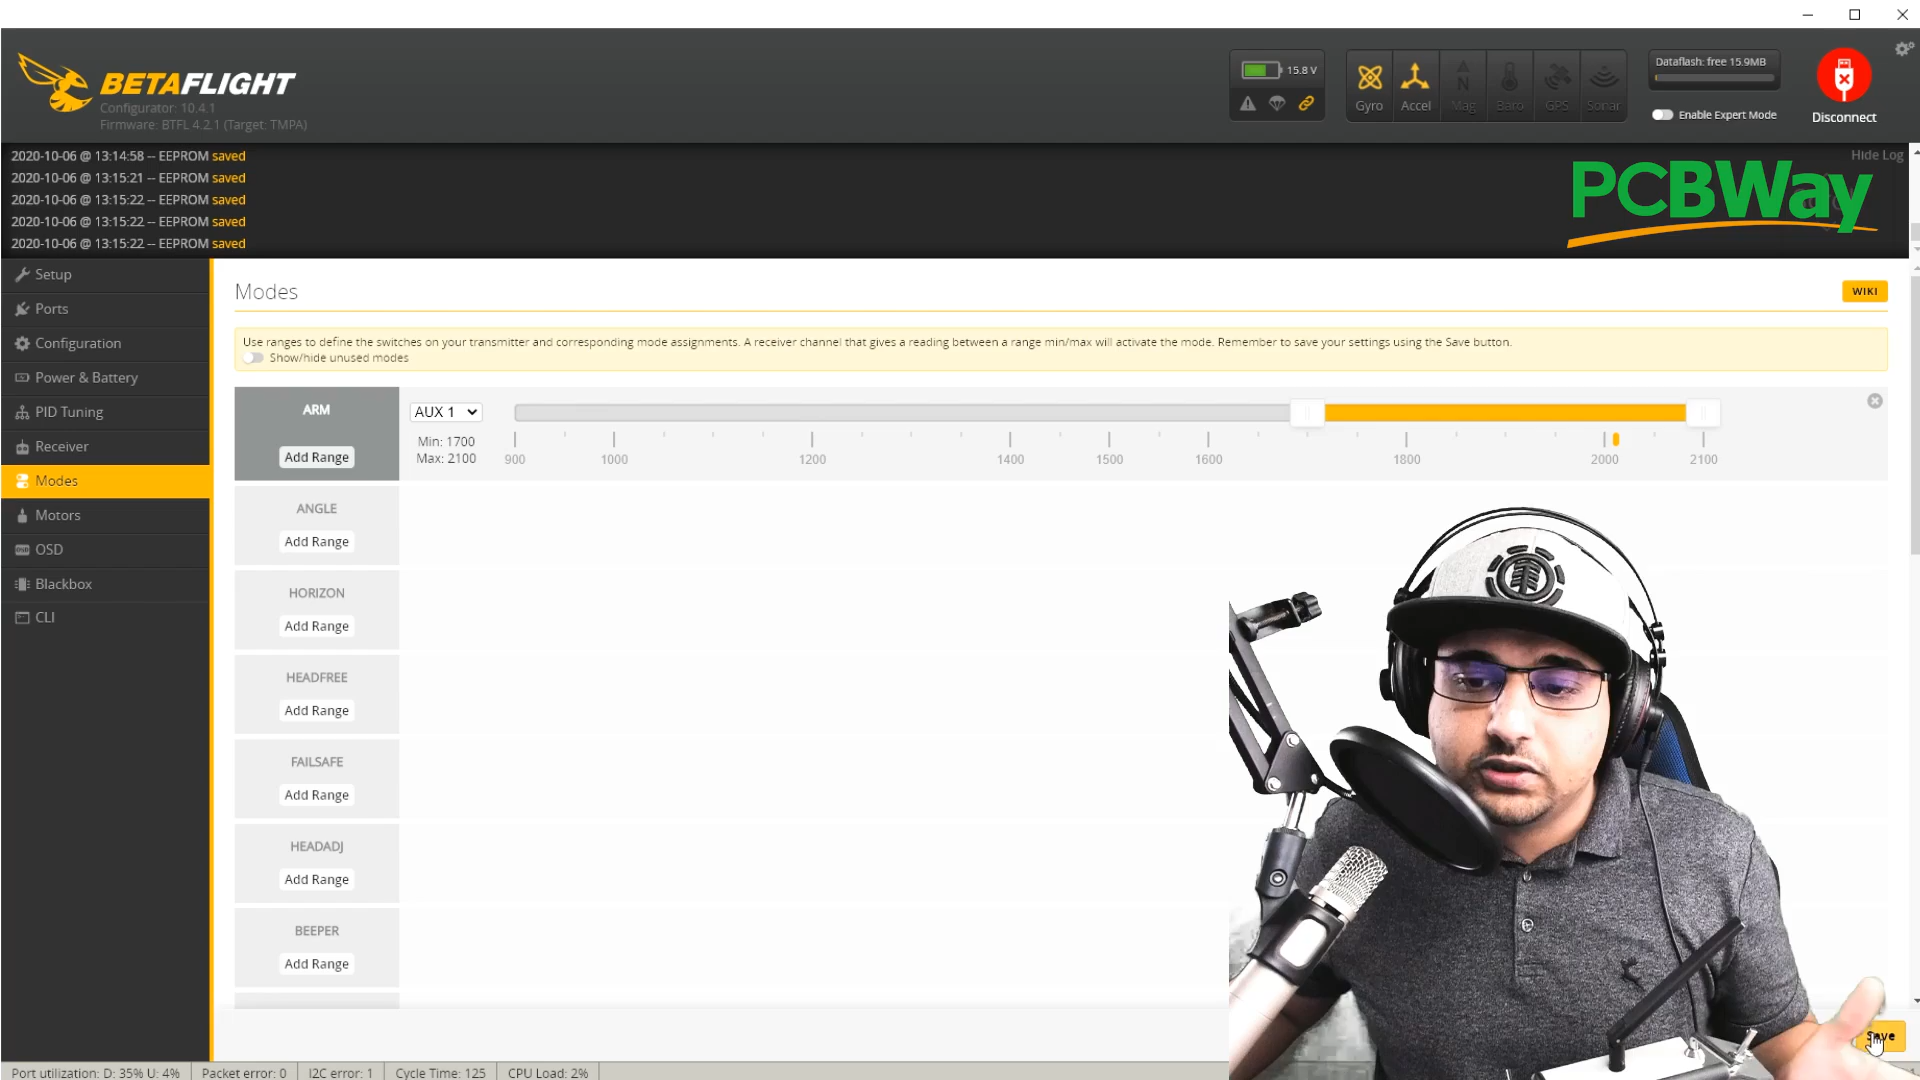 BETAFLIGHT
Configurator: 10.4.1
Firmware: BTFL 4.2.1 (Target: TMPA)
15.8 V
Gyro Accel Mag Baro GPS Sonar
Dataflash: free 15.9MB
Enable Expert Mode
Disconnect
2020-10-06 @ 13:14:58 -- EEPROM saved
2020-10-06 @ 13:15:21 -- EEPROM saved
2020-10-06 @ 13:15:22 -- EEPROM saved
2020-10-06 @ 13:15:22 -- EEPROM saved
2020-10-06 @ 13:15:22 -- EEPROM saved
Hide Log
PCBWay
Setup
Ports
Configuration
Power & Battery
PID Tuning
Receiver
Modes
Motors
OSD
Blackbox
CLI
Modes
WIKI
Use ranges to define the switches on your transmitter and corresponding mode assignments. A receiver channel that gives a reading between a range min/max will activate the mode. Remember to save your settings using the Save button.
Show/hide unused modes
ARM
Add Range
AUX 1
Min: 1700
Max: 2100
900 1000 1200 1400 1500 1600 1800 2000 2100
ANGLE
Add Range
HORIZON
Add Range
HEADFREE
Add Range
FAILSAFE
Add Range
HEADADJ
Add Range
BEEPER
Add Range
Save
Port utilization: D: 35% U: 4% Packet error: 0 I2C error: 1 Cycle Time: 125 CPU Load: 2%